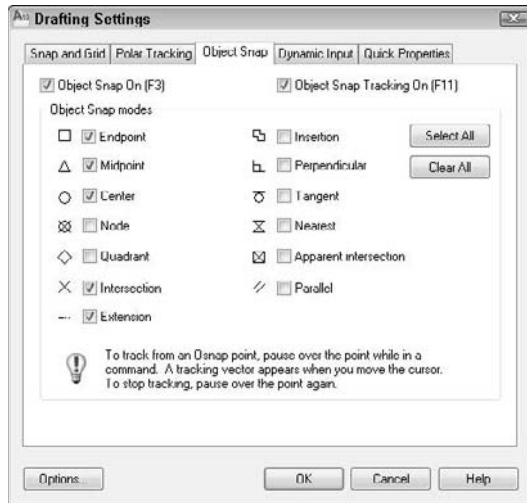 Drafting Settings
Snap and Grid Polar Tracking Object Snap Dynamic Input Quick Properties
Object Snap On (F3) Object Snap Tracking On (F11)
Object Snap modes
Endpoint Insertion Select All
Midpoint Perpendicular Clear All
Center Tangent
Node Nearest
Quadrant Apparent intersection
Intersection Parallel
Extension
To track from an Osnap point, pause over the point while in a
command. A tracking vector appears when you move the cursor.
To stop tracking, pause over the point again.
Options... OK Cancel Help